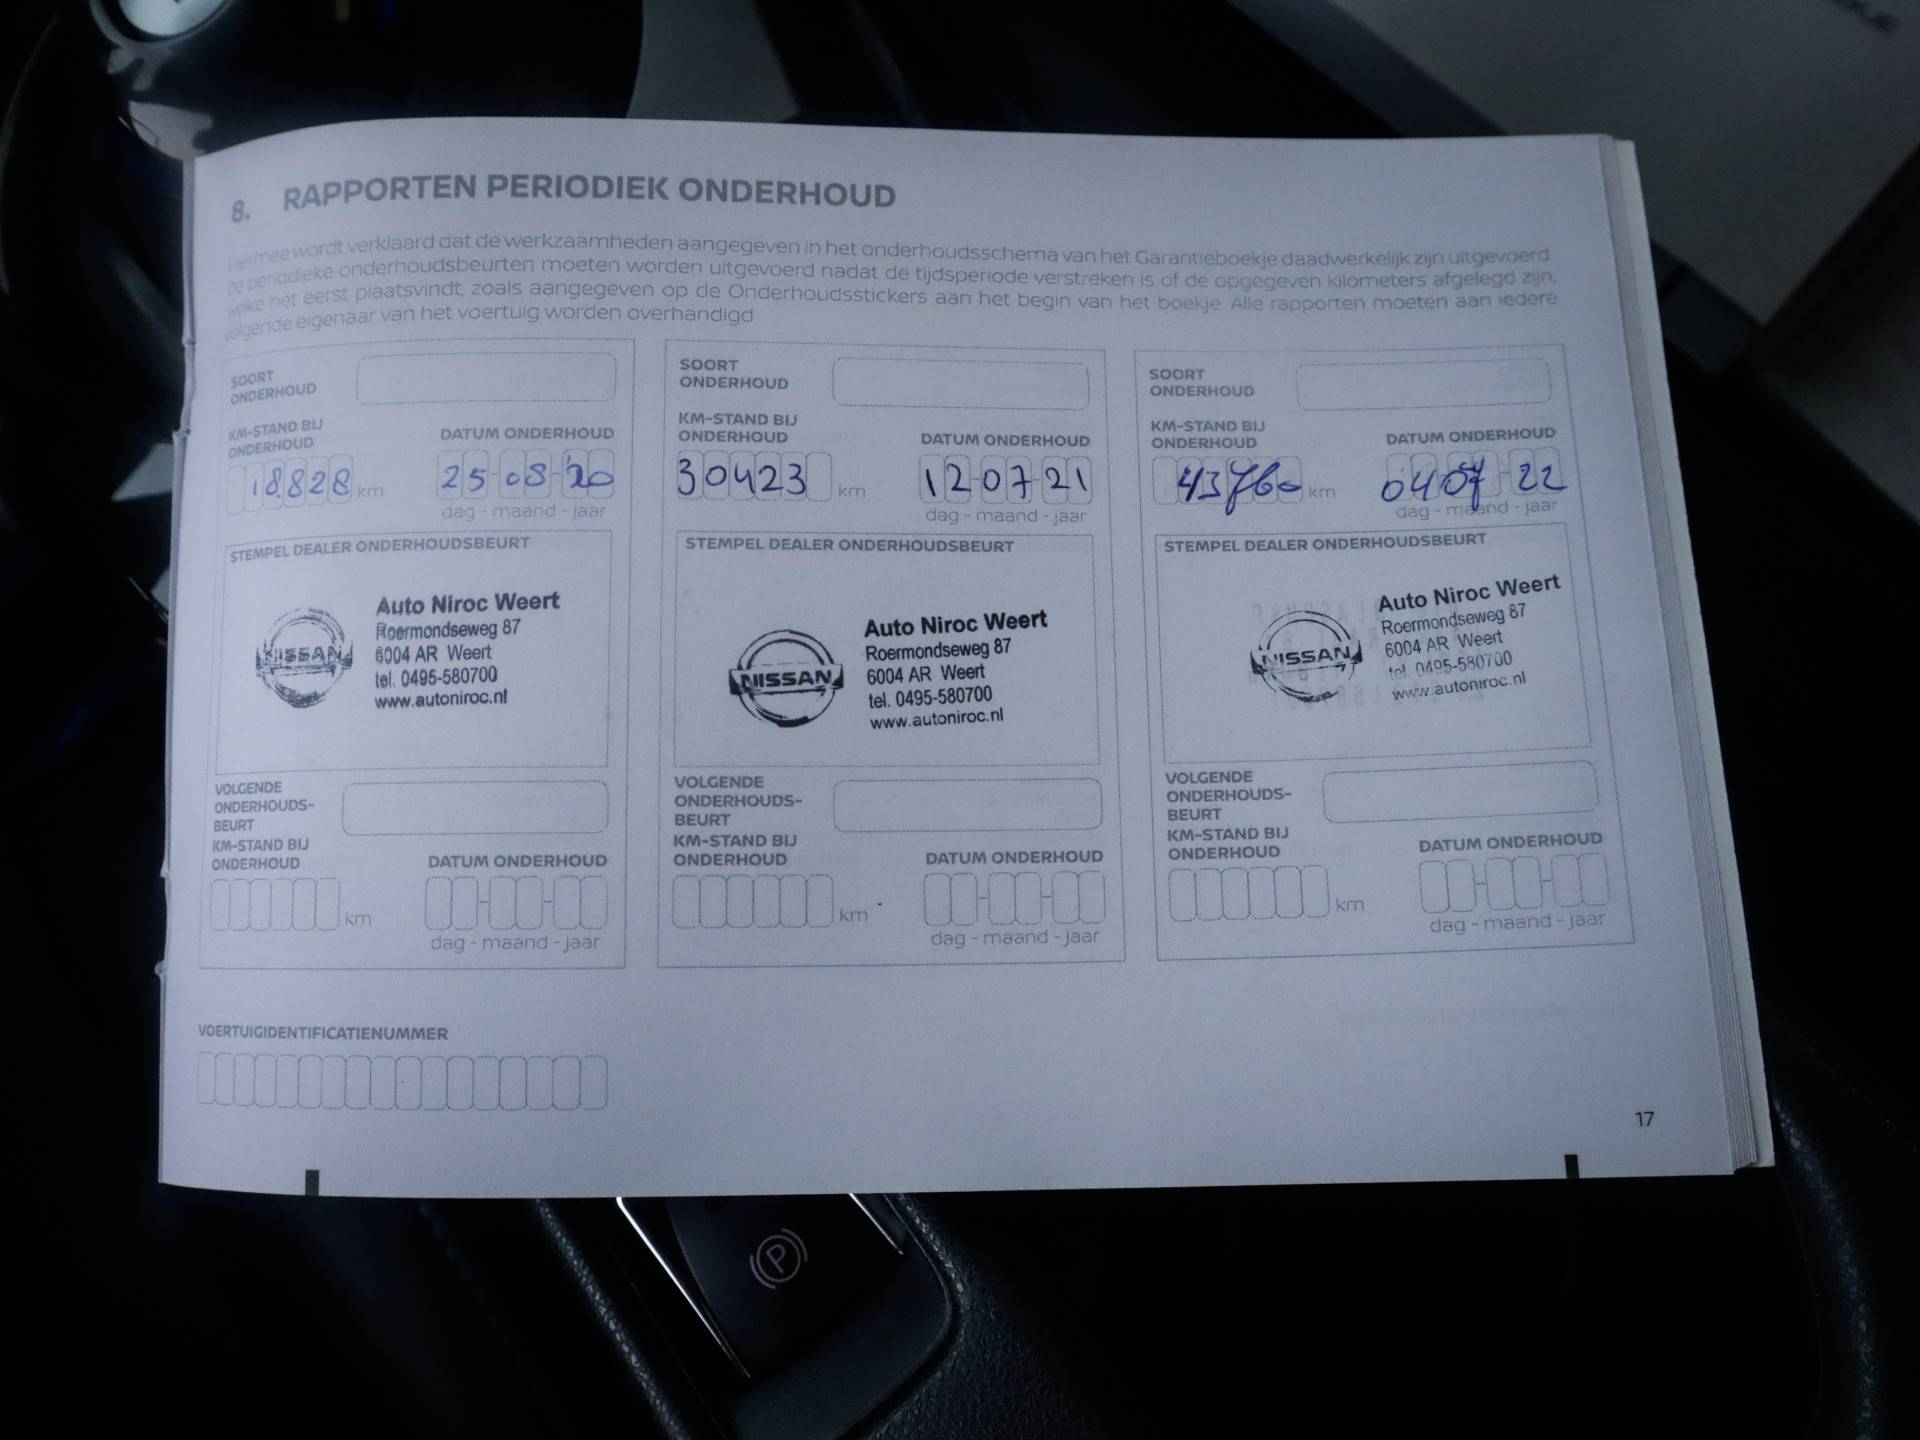 8. RAPPORTEN PERIODIEK ONDERHOUD
Hiermee wordt verklaard dat de werkzaamheden aangegeven in het onderhoudsschema van het Garantieboekje daadwerkelijk zijn uitgevoerd.
De periodieke onderhoudsbeurten moeten worden uitgevoerd nadat de tijdsperiode verstreken is of de opgegeven kilometers afgelegd zijn,
welke het eerst plaatsvindt, zoals aangegeven op de Onderhoudsstickers aan het begin van het boekje. Alle rapporten moeten aan iedere
volgende eigenaar van het voertuig worden overhandigd
SOORT
ONDERHOUD
KM-STAND BIJ
ONDERHOUD
DATUM ONDERHOUD
18.828 km
25-08-'20
dag - maand - jaar
STEMPEL DEALER ONDERHOUDSBEURT
NISSAN
Auto Niroc Weert
Roermondseweg 87
6004 AR Weert
tel. 0495-580700
www.autoniroc.nl
VOLGENDE
ONDERHOUDS-
BEURT
KM-STAND BIJ
ONDERHOUD
DATUM ONDERHOUD
km
dag - maand - jaar
SOORT
ONDERHOUD
KM-STAND BIJ
ONDERHOUD
DATUM ONDERHOUD
30423 km
12-07-21
dag - maand - jaar
STEMPEL DEALER ONDERHOUDSBEURT
NISSAN
Auto Niroc Weert
Roermondseweg 87
6004 AR Weert
tel. 0495-580700
www.autoniroc.nl
VOLGENDE
ONDERHOUDS-
BEURT
KM-STAND BIJ
ONDERHOUD
DATUM ONDERHOUD
km
dag - maand - jaar
SOORT
ONDERHOUD
KM-STAND BIJ
ONDERHOUD
DATUM ONDERHOUD
43760 km
04-07-22
dag - maand - jaar
STEMPEL DEALER ONDERHOUDSBEURT
NISSAN
Auto Niroc Weert
Roermondseweg 87
6004 AR Weert
tel. 0495-580700
www.autoniroc.nl
VOLGENDE
ONDERHOUDS-
BEURT
KM-STAND BIJ
ONDERHOUD
DATUM ONDERHOUD
km
dag - maand - jaar
VOERTUIGIDENTIFICATIENUMMER
17
P